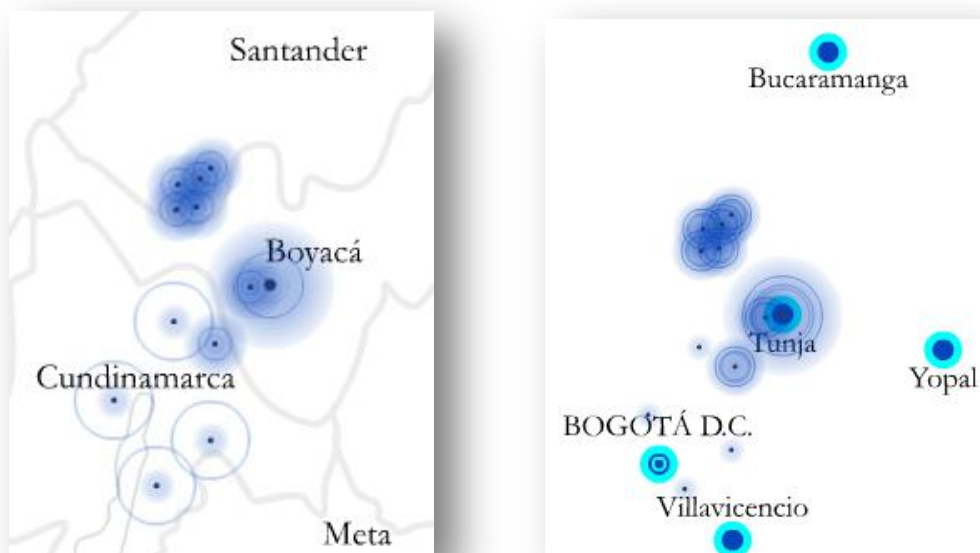 Santander
Boyacá
Cundinamarca
Meta
Bucaramanga
Tunja
Yopal
BOGOTÁ D.C.
Villavicencio